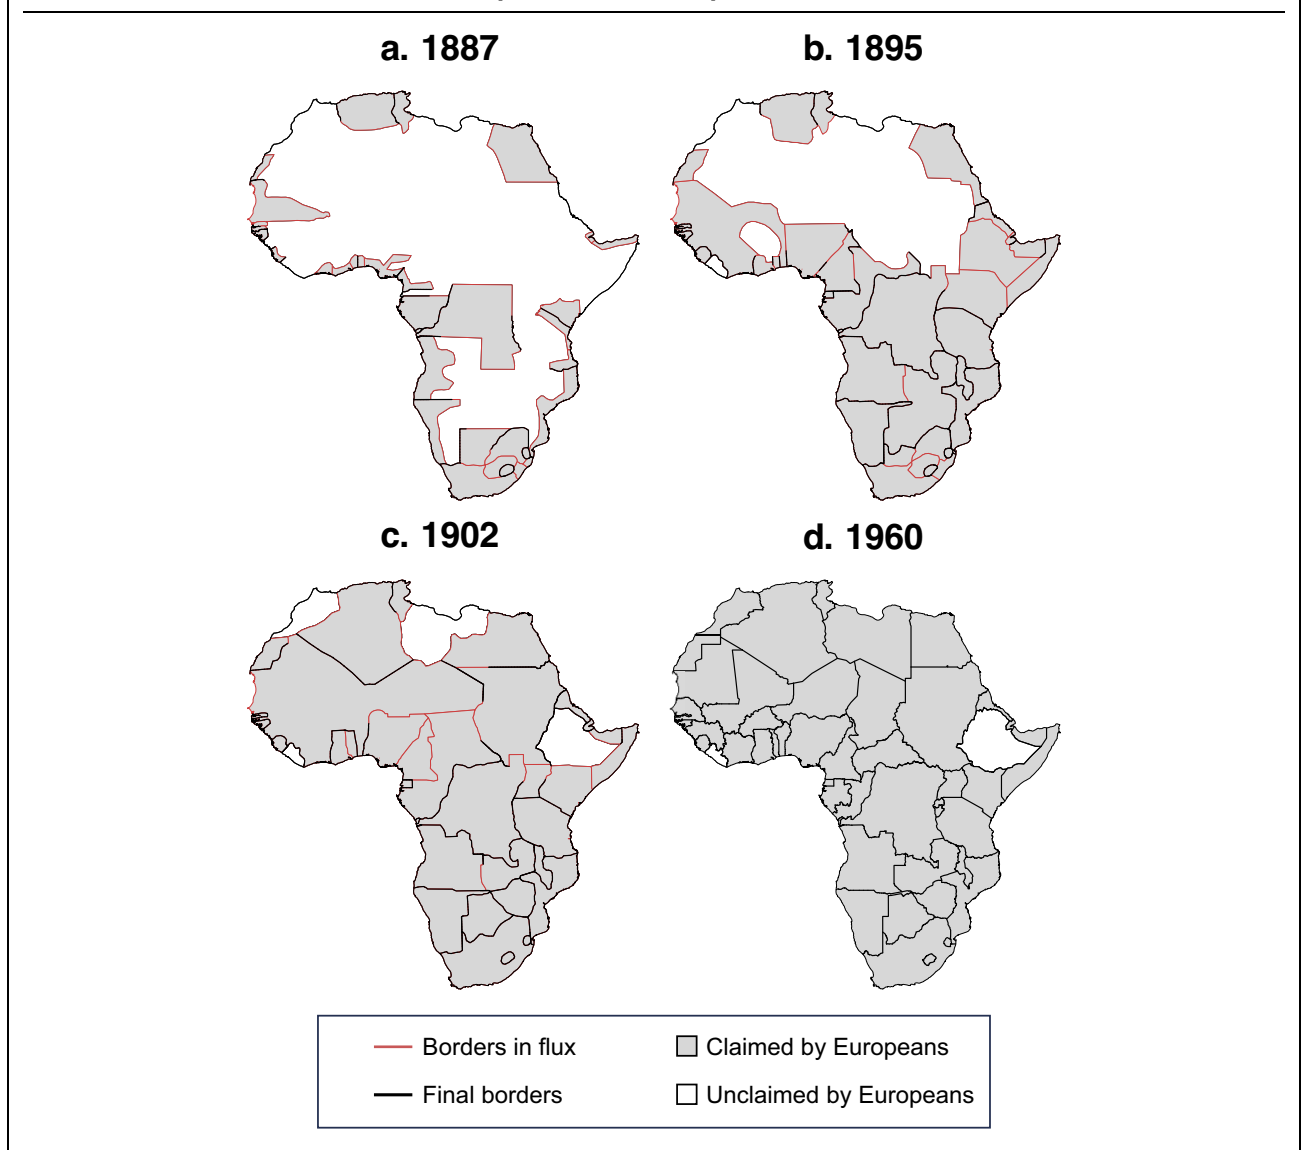 a. 1887
b. 1895
c. 1902
d. 1960
Borders in flux
Claimed by Europeans
Final borders
Unclaimed by Europeans